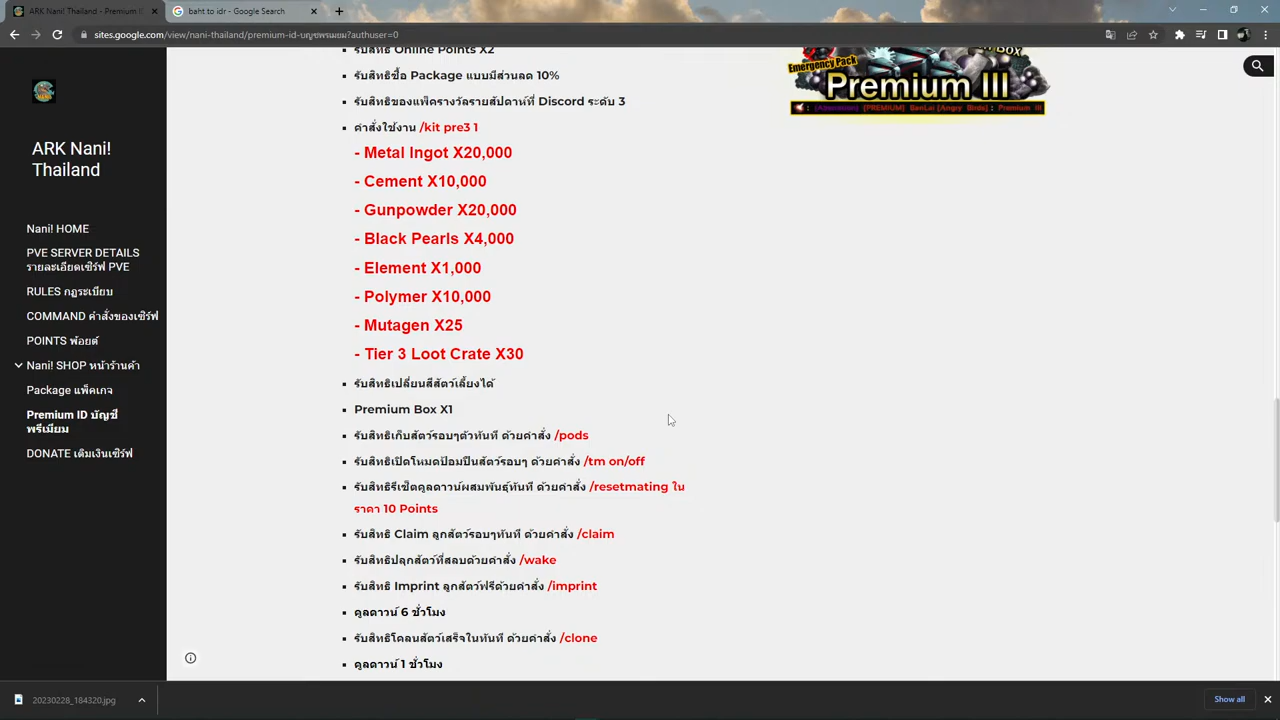 ARK Nani! Thailand - Premium I
baht to idr - Google Search
sites.google.com/view/nani-thailand/premium-id-บญชพรเมยม?authuser=0
ARK Nani!
Thailand
Nani! HOME
PVE SERVER DETAILS
รายละเอียดเซิร์ฟ PVE
RULES กฏระเบียบ
COMMAND คำสั่งของเซิร์ฟ
POINTS พ้อยต์
Nani! SHOP หน้าร้านค้า
Package แพ็คเกจ
Premium ID บัญชี
พรีเมียม
DONATE เติมเงินเซิร์ฟ
รับสิทธิ Online Points X2
รับสิทธิซื้อ Package แบบมีส่วนลด 10%
รับสิทธิของแพ็ครางวัลรายสัปดาห์ที่ Discord ระดับ 3
คำสั่งใช้งาน /kit pre3 1
- Metal Ingot X20,000
- Cement X10,000
- Gunpowder X20,000
- Black Pearls X4,000
- Element X1,000
- Polymer X10,000
- Mutagen X25
- Tier 3 Loot Crate X30
รับสิทธิเปลี่ยนสีสัตว์เลี้ยงได้
Premium Box X1
รับสิทธิเก็บสัตว์รอบๆตัวทันที ด้วยคำสั่ง /pods
รับสิทธิเปิดโหมดป้อมปืนสัตว์รอบๆ ด้วยคำสั่ง /tm on/off
รับสิทธิรีเซ็ตคูลดาวน์ผสมพันธุ์ทันที ด้วยคำสั่ง /resetmating ใน
ราคา 10 Points
รับสิทธิ Claim ลูกสัตว์รอบๆทันที ด้วยคำสั่ง /claim
รับสิทธิปลุกสัตว์ที่สลบด้วยคำสั่ง /wake
รับสิทธิ Imprint ลูกสัตว์ฟรีด้วยคำสั่ง /imprint
คูลดาวน์ 6 ชั่วโมง
รับสิทธิโคลนสัตว์เสร็จในทันที ด้วยคำสั่ง /clone
คูลดาวน์ 1 ชั่วโมง
Emergency Pack
Box
Premium III
[PREMIUM] BenLai [Angry Birds] : Premium III
20230228_184320.jpg
Show all